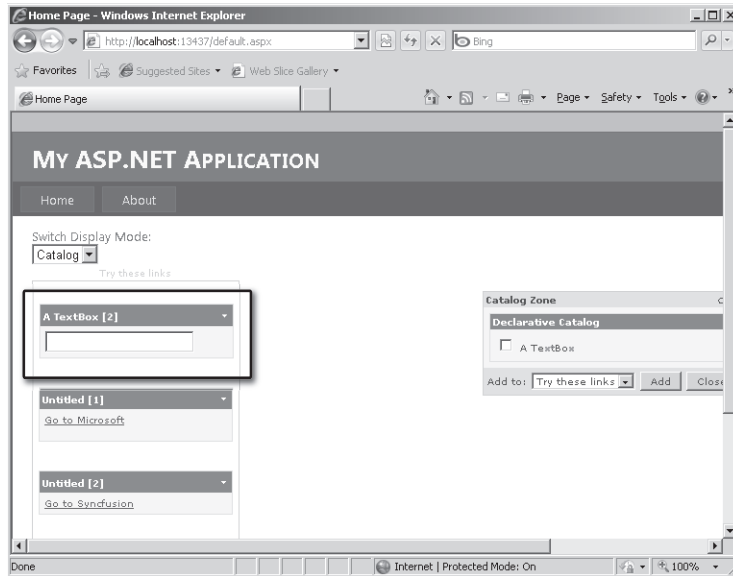 Home Page - Windows Internet Explorer
http://localhost:13437/default.aspx
Bing
Favorites
Suggested Sites
Web Slice Gallery
Home Page
Page
Safety
Tools
MY ASP.NET APPLICATION
Home
About
Switch Display Mode:
Catalog
Try these links
A TextBox [2]
Untitled [1]
Go to Microsoft
Untitled [2]
Go to Syncfusion
Catalog Zone
Declarative Catalog
A TextBox
Add to: Try these links Add Close
Done
Internet | Protected Mode: On
100%